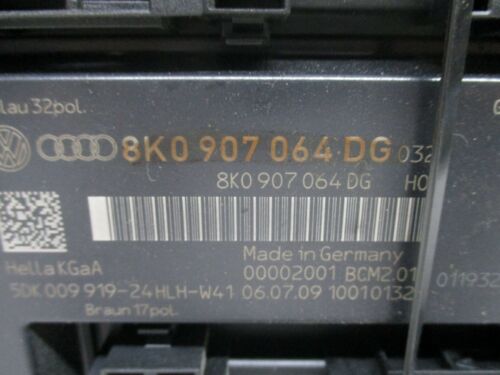 lau 32pol.
8K0 907 064 DG 032
8K0 907 064 DG H0
Made in Germany
Hella KGaA 00002001 BCM2.01 011932
5DK 009 919-24 HLH-W41 06.07.09 10010132
Braun 17pol.